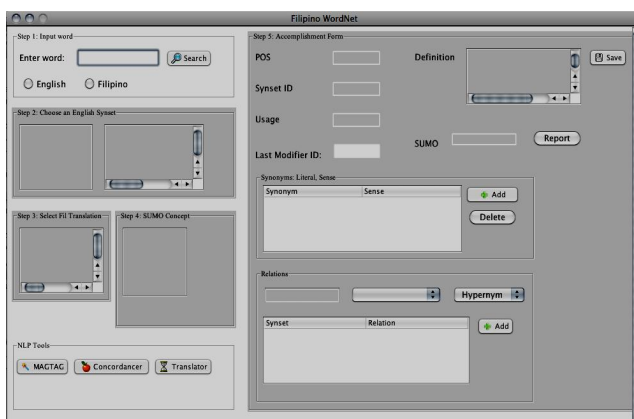 Filipino WordNet
Step 1: Input word
Enter word:
Search
English
Filipino
Step 2: Choose an English Synset
Step 3: Select Fil Translation
Step 4: SUMO Concept
NLP Tools
MAGTAG
Concordancer
Translator
Step 5: Accomplishment Form
POS
Definition
Save
Synset ID
Usage
SUMO
Report
Last Modifier ID:
Synonyms: Literal, Sense
Synonym Sense
Add
Delete
Relations
Hypernym
Synset Relation
Add